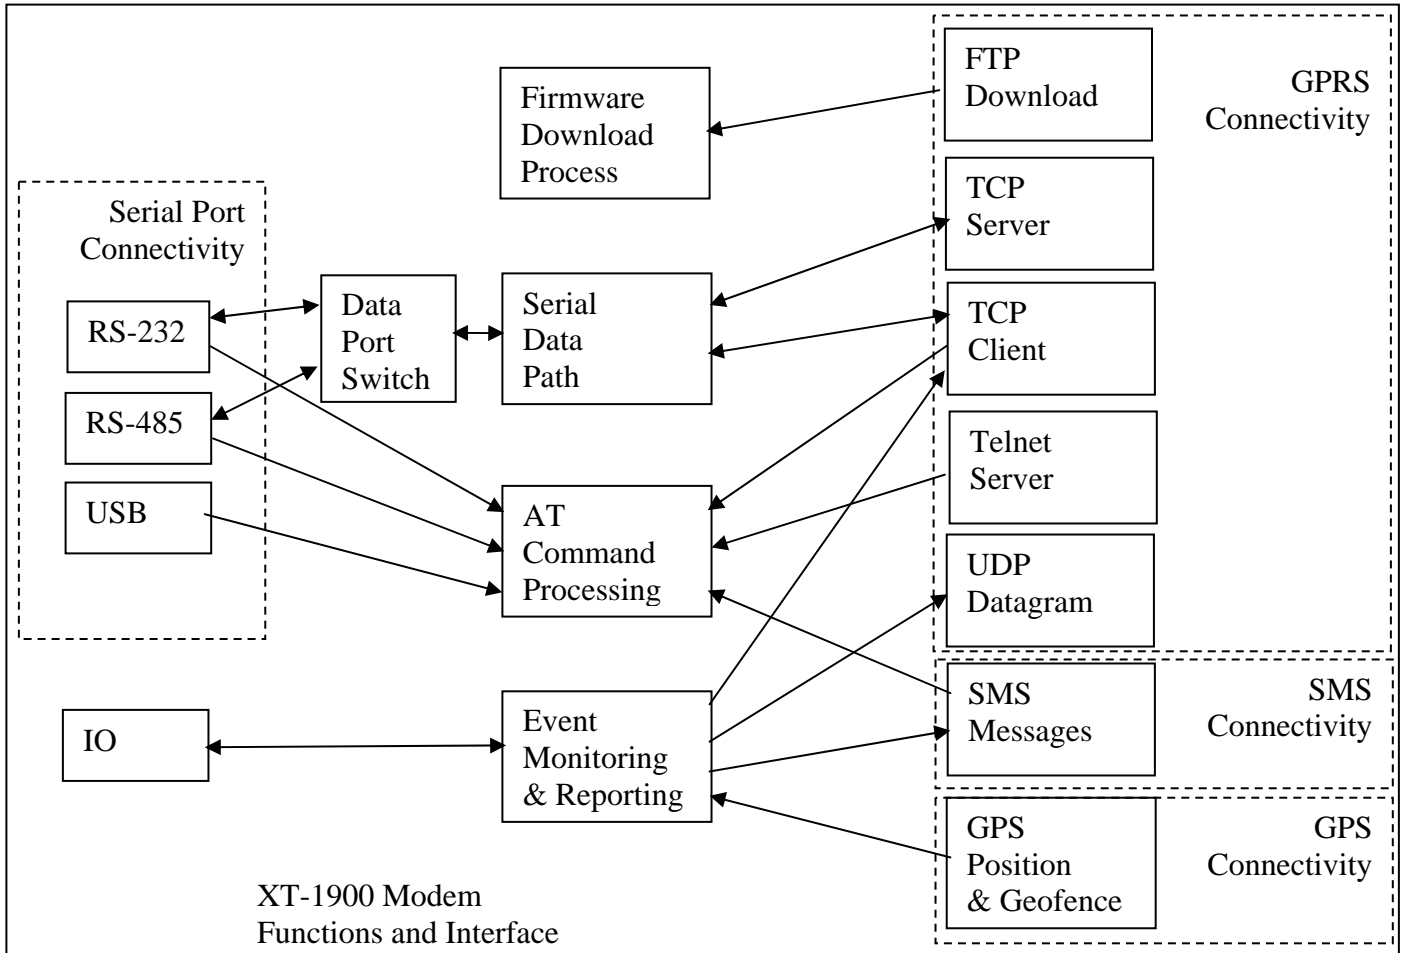 FTP
Download
GPRS
Connectivity
Firmware
Download
Process
TCP
Server
Serial Port
Connectivity
RS-232
Data
Port
Switch
Serial
Data
Path
TCP
Client
RS-485
Telnet
Server
USB
AT
Command
Processing
UDP
Datagram
SMS
Messages
SMS
Connectivity
IO
Event
Monitoring
& Reporting
GPS
Position
& Geofence
GPS
Connectivity
XT-1900 Modem
Functions and Interface